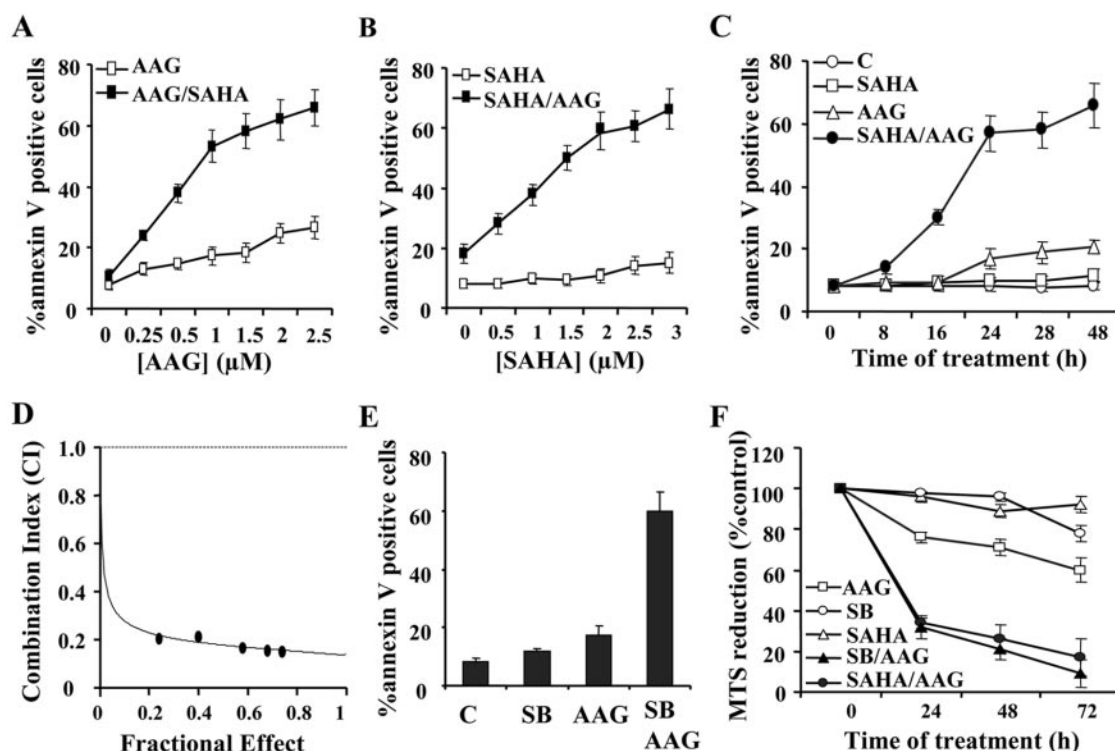 A
%annexin V positive cells
80
60
40
20
0
AAG
AAG/SAHA
0 0.25 0.5 1 1.5 2 2.5
[AAG] (µM)
B
%annexin V positive cells
80
60
40
20
0
SAHA
SAHA/AAG
0 0.5 1 1.5 2 2.5 3
[SAHA] (µM)
C
%annexin V positive cells
80
60
40
20
0
C
SAHA
AAG
SAHA/AAG
0 8 16 24 28 48
Time of treatment (h)
D
Combination Index (CI)
1.0
0.8
0.6
0.4
0.2
0
0 0.2 0.4 0.6 0.8 1
Fractional Effect
E
%annexin V positive cells
80
60
40
20
0
C SB AAG SB
AAG
F
MTS reduction (%control)
120
100
80
60
40
20
0
AAG
SB
SAHA
SB/AAG
SAHA/AAG
0 24 48 72
Time of treatment (h)